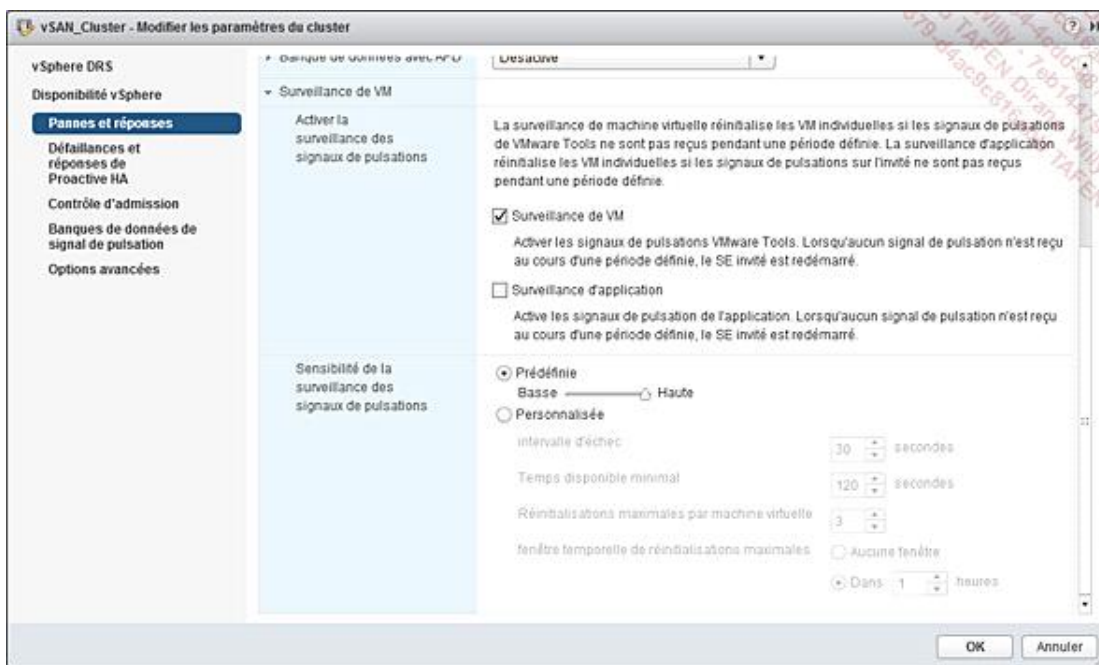 vSAN_Cluster - Modifier les paramètres du cluster
?
vSphere DRS
Disponibilité vSphere
Pannes et réponses
Défaillances et
réponses de
Proactive HA
Contrôle d'admission
Banques de données de
signal de pulsation
Options avancées
Banque de données avec APD
Désactivé
Surveillance de VM
Activer la
surveillance des
signaux de pulsations
La surveillance de machine virtuelle réinitialise les VM individuelles si les signaux de pulsations
de VMware Tools ne sont pas reçus pendant une période définie. La surveillance d'application
réinitialise les VM individuelles si les signaux de pulsations sur l'invité ne sont pas reçus
pendant une période définie.
Surveillance de VM
Activer les signaux de pulsations VMware Tools. Lorsqu'aucun signal de pulsation n'est reçu
au cours d'une période définie, le SE invité est redémarré.
Surveillance d'application
Active les signaux de pulsation de l'application. Lorsqu'aucun signal de pulsation n'est reçu
au cours d'une période définie, le SE invité est redémarré.
Sensibilité de la
surveillance des
signaux de pulsations
Prédéfinie
Basse Haute
Personnalisée
intervalle d'échec 30 secondes
Temps disponible minimal 120 secondes
Réinitialisations maximales par machine virtuelle 3
fenêtre temporelle de réinitialisations maximales Aucune fenêtre
Dans 1 heures
OK Annuler